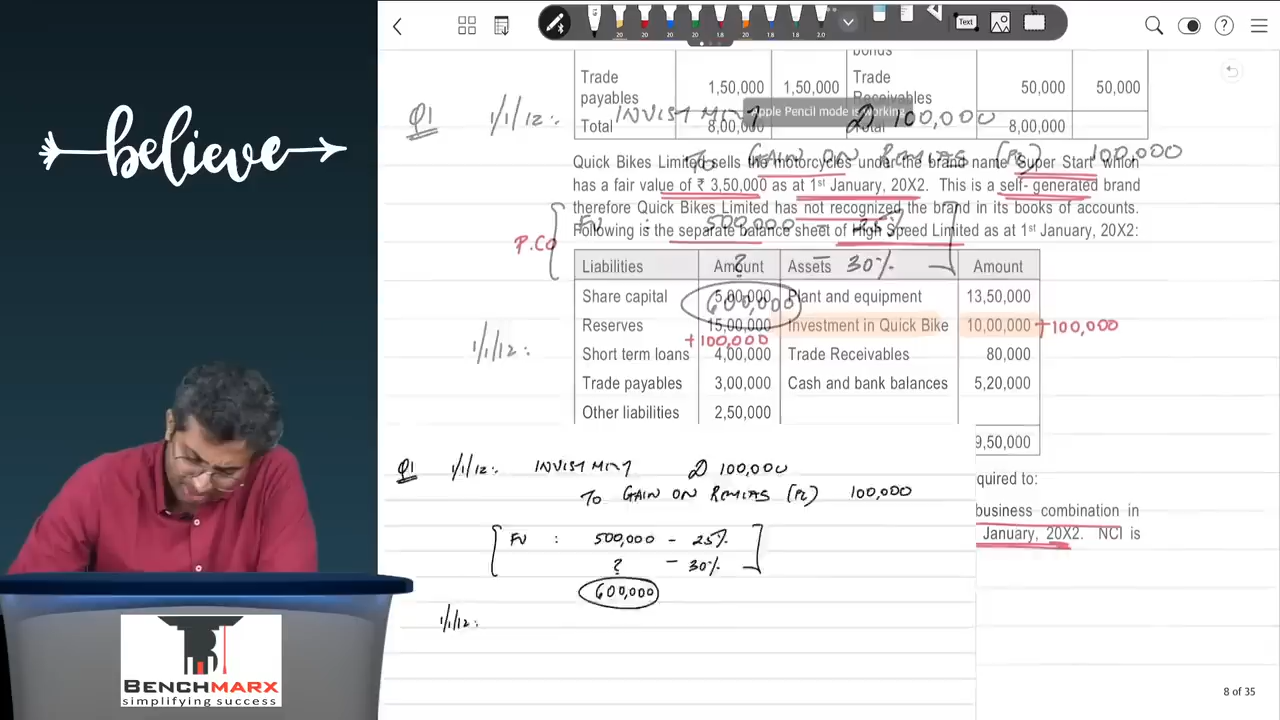 believe
BENCHMARX
simplifying success
Text
bonds
Trade payables 1,50,000 1,50,000 Trade Receivables 50,000 50,000
Apple Pencil mode is working
Total 8,00,000 Total 8,00,000
Q1 1/1/12: INVISTMINT D 100,000
To GAIN ON REMEAS (PL) 100,000
Quick Bikes Limited sells the motorcycles under the brand name Super Start which
has a fair value of ₹ 3,50,000 as at 1st January, 20X2. This is a self- generated brand
therefore Quick Bikes Limited has not recognized the brand in its books of accounts.
Following is the separate balance sheet of High Speed Limited as at 1st January, 20X2:
FV : 500,000 - 25%
P.Co
? - 30%
600,000
1/1/12:
Liabilities Amount Assets Amount
Share capital 5,00,000 Plant and equipment 13,50,000
Reserves 15,00,000 Investment in Quick Bike 10,00,000 +100,000
+100,000
Short term loans 4,00,000 Trade Receivables 80,000
Trade payables 3,00,000 Cash and bank balances 5,20,000
Other liabilities 2,50,000
9,50,000
quired to:
business combination in
January, 20X2. NCI is
Q1 1/1/12: INVISTMINT D 100,000
To GAIN ON REMEAS (PL) 100,000
FV : 500,000 - 25%
? - 30%
600,000
1/1/12:
8 of 35